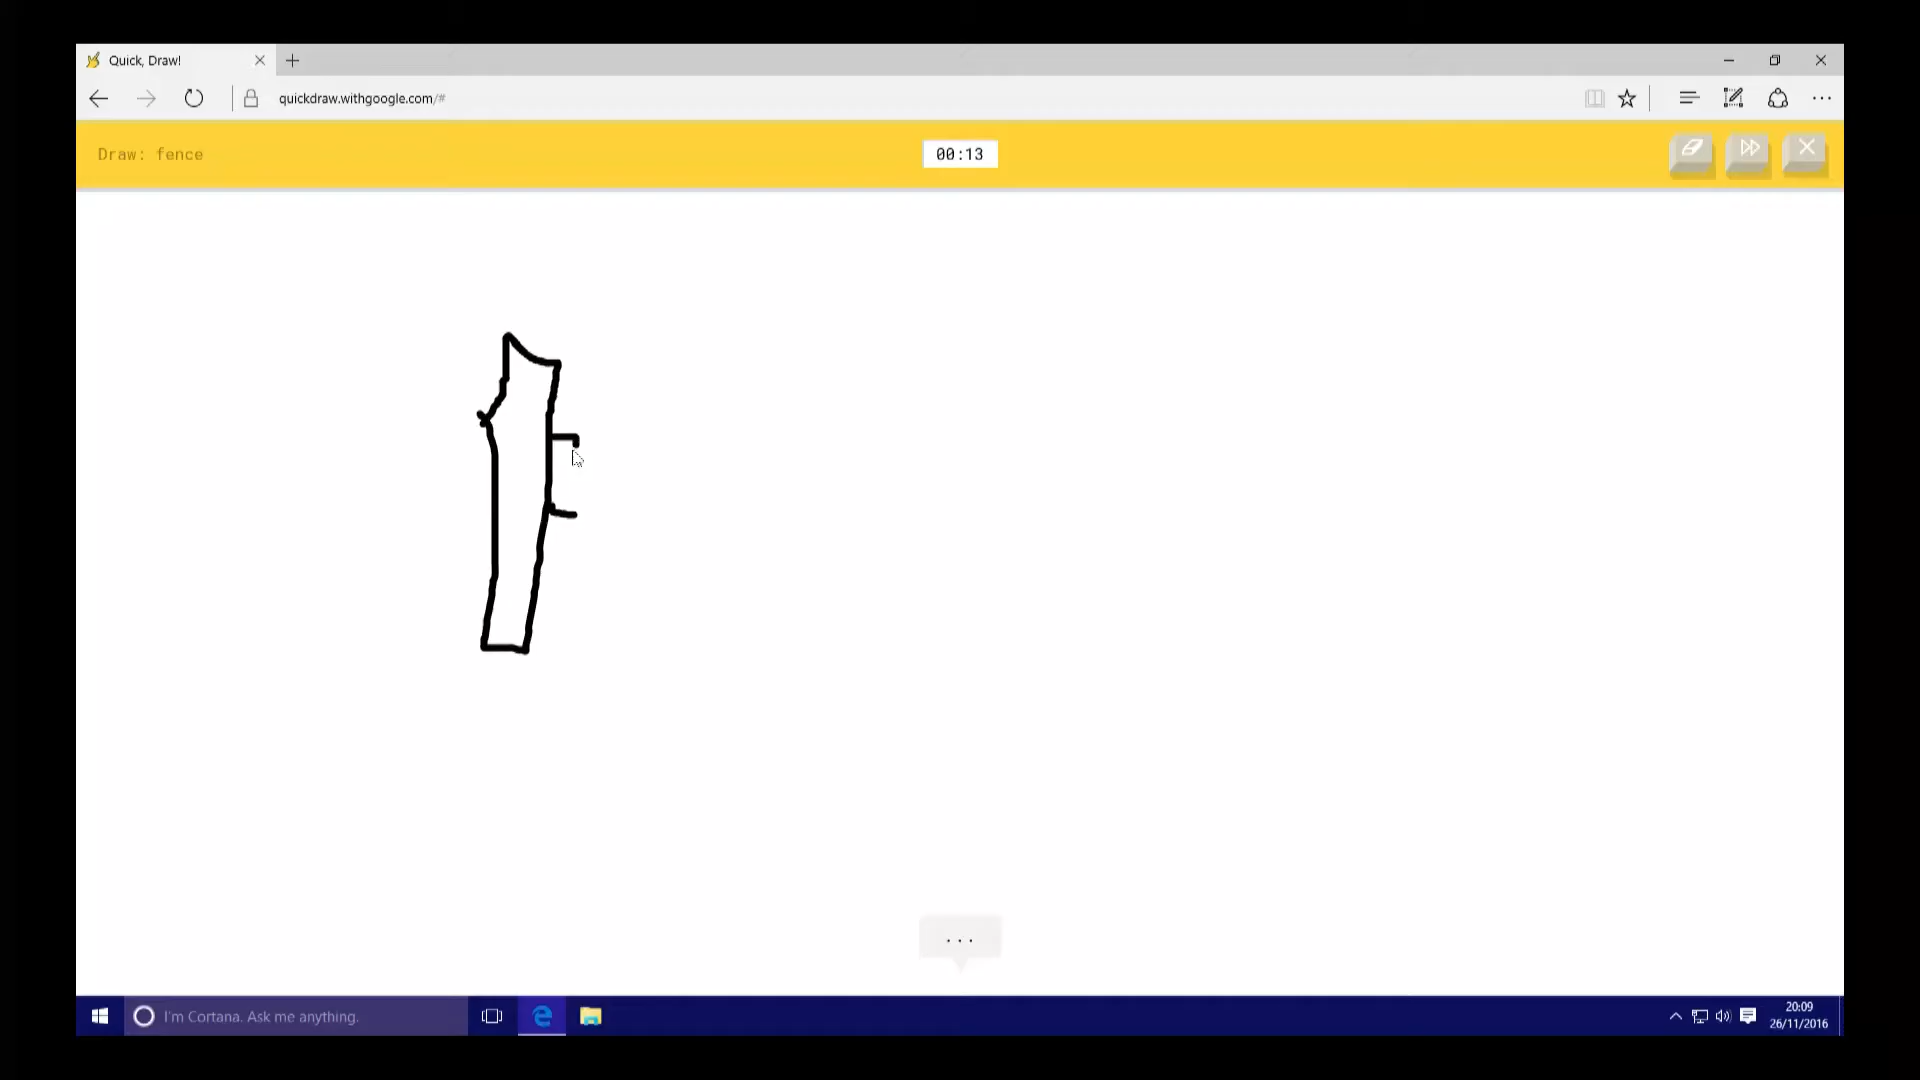 Quick, Draw!
quickdraw.withgoogle.com/#
Draw: fence
00:13
...
I'm Cortana. Ask me anything.
20:09
26/11/2016